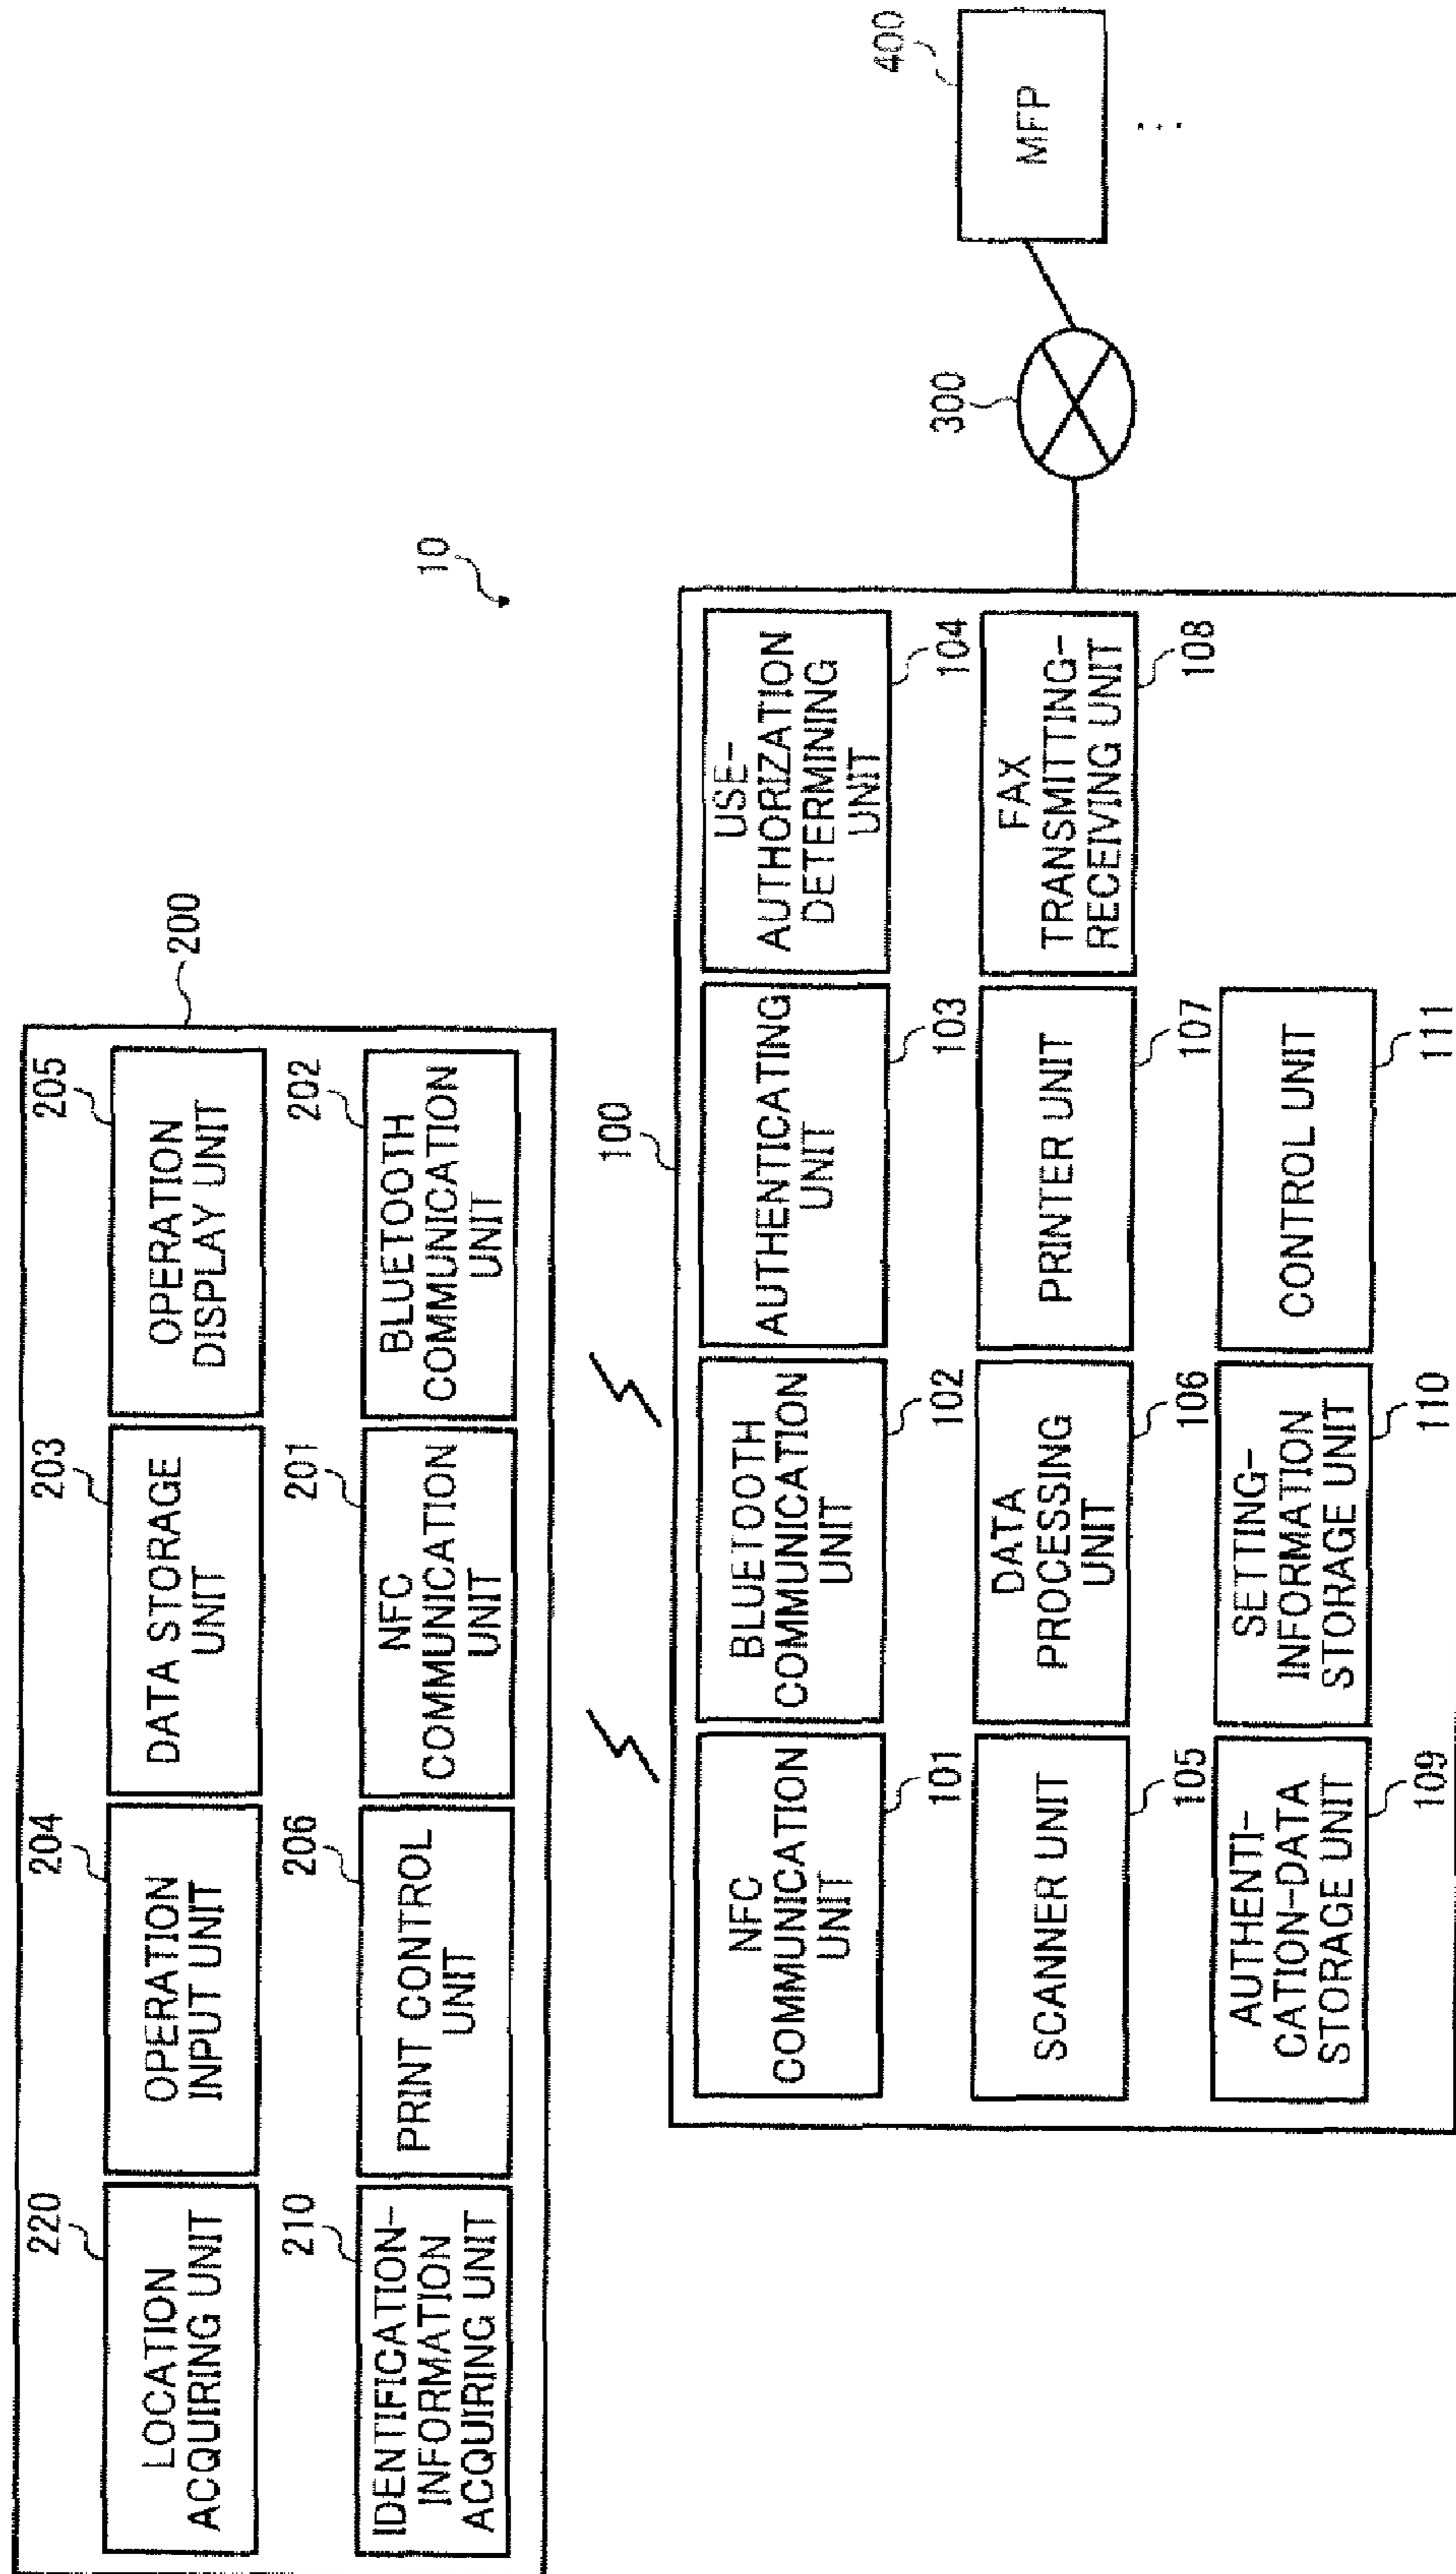 10
200
220
LOCATION
ACQUIRING UNIT
204
OPERATION
INPUT UNIT
203
DATA STORAGE
UNIT
205
OPERATION
DISPLAY UNIT
210
IDENTIFICATION-
INFORMATION
ACQUIRING UNIT
206
PRINT CONTROL
UNIT
201
NFC
COMMUNICATION
UNIT
202
BLUETOOTH
COMMUNICATION
UNIT
100
NFC
COMMUNICATION
UNIT
101
BLUETOOTH
COMMUNICATION
UNIT
102
AUTHENTICATING
UNIT
103
USE-
AUTHORIZATION
DETERMINING
UNIT
104
SCANNER UNIT
105
DATA
PROCESSING
UNIT
106
PRINTER UNIT
107
FAX
TRANSMITTING-
RECEIVING UNIT
108
AUTHENTI-
CATION-DATA
STORAGE UNIT
109
SETTING-
INFORMATION
STORAGE UNIT
110
CONTROL UNIT
111
300
400
MFP
...